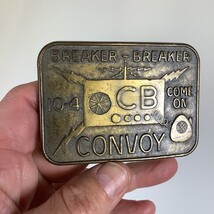 BREAKER - BREAKER
10-4 CB COME
ON
CONVOY